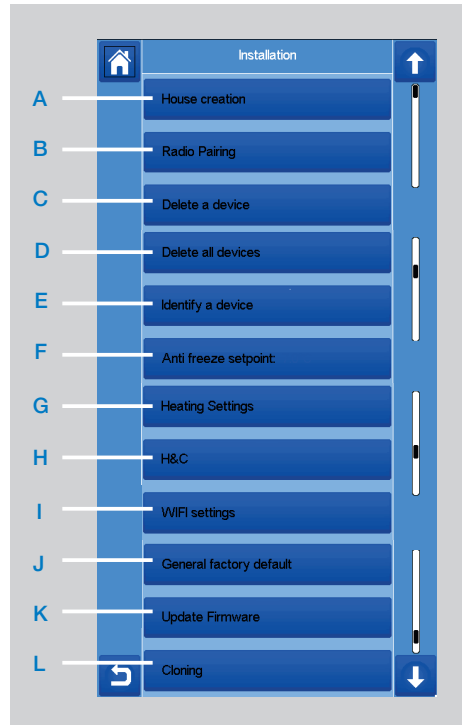 Installation
A House creation
B Radio Pairing
C Delete a device
D Delete all devices
E Identify a device
F Anti freeze setpoint:
G Heating Settings
H H&C
I WIFI settings
J General factory default
K Update Firmware
L Cloning